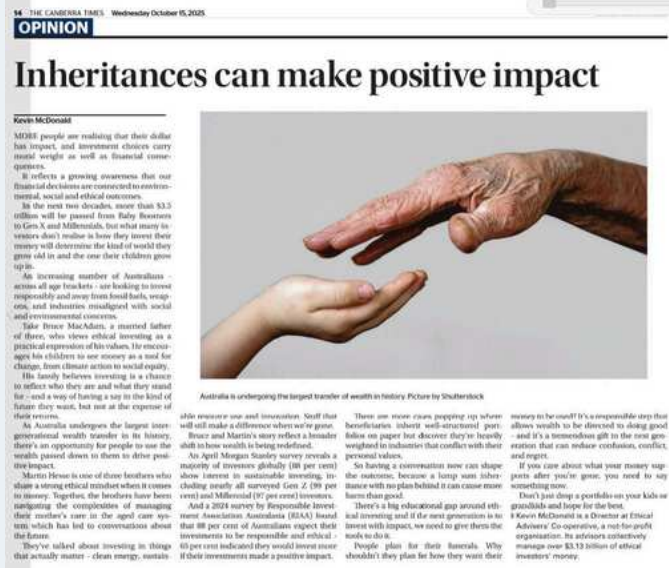 14 THE CANBERRA TIMES Wednesday October 15, 2025
OPINION
Inheritances can make positive impact
Kevin McDonald
MORE people are realising that their dollar
has impact, and investment choices carry
moral weight as well as financial conse-
quences.
It reflects a growing awareness that our
financial decisions are connected to environ-
mental, social and ethical outcomes.
In the next two decades, more than $3.5
trillion will be passed from Baby Boomers
to Gen X and Millennials, but what many in-
vestors don't realise is how they invest their
money will determine the kind of world they
grow old in and the one their children grow
up in.
An increasing number of Australians -
across all age brackets - are looking to invest
responsibly and away from fossil fuels, weap-
ons, and industries misaligned with social
and environmental concerns.
Take Bruce MacAdam, a married father
of three, who views ethical investing as a
practical expression of his values. He encour-
ages his children to see money as a tool for
change, from climate action to social equity.
His family believes investing is a chance
to reflect who they are and what they stand
for - and a way of having a say in the kind of
future they want, but not at the expense of
their returns.
As Australia undergoes the largest inter-
generational wealth transfer in its history,
there's an opportunity for people to use the
wealth passed down to them to drive posi-
tive impact.
Martin Hesse is one of three brothers who
share a strong ethical mindset when it comes
to money. Together, the brothers have been
navigating the complexities of managing
their mother's care in the aged care sys-
tem which has led to conversations about
the future.
They've talked about investing in things
that actually matter - clean energy, sustain-
Australia is undergoing the largest transfer of wealth in history. Picture by Shutterstock
able resource use and innovation. Stuff that
will still make a difference when we're gone.
Bruce and Martin's story reflect a broader
shift in how wealth is being redefined.
An April Morgan Stanley survey reveals a
majority of investors globally (88 per cent)
show interest in sustainable investing, in-
cluding nearly all surveyed Gen Z (99 per
cent) and Millennial (97 per cent) investors.
And a 2024 survey by Responsible Invest-
ment Association Australasia (RIAA) found
that 88 per cent of Australians expect their
investments to be responsible and ethical -
65 per cent indicated they would invest more
if their investments made a positive impact.
There are more cases popping up where
beneficiaries inherit well-structured port-
folios on paper but discover they're heavily
weighted in industries that conflict with their
personal values.
So having a conversation now can shape
the outcome, because a lump sum inher-
itance with no plan behind it can cause more
harm than good.
There's a big educational gap around eth-
ical investing and if the next generation is to
invest with impact, we need to give them the
tools to do it.
People plan for their funerals. Why
shouldn't they plan for how they want their
money to be used? It's a responsible step that
allows wealth to be directed to doing good
- and it's a tremendous gift to the next gen-
eration that can reduce confusion, conflict,
and regret.
If you care about what your money sup-
ports after you're gone, you need to say
something now.
Don't just drop a portfolio on your kids or
grandkids and hope for the best.
Kevin McDonald is a Director at Ethical
Advisers' Co-operative, a not-for-profit
organisation. Its advisors collectively
manage over $3.13 billion of ethical
investors' money.